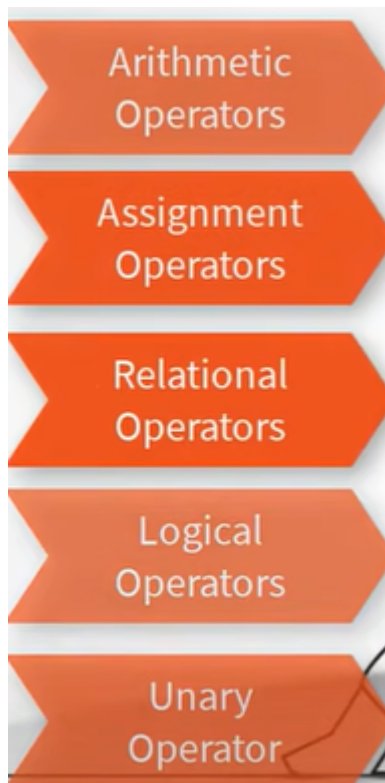 Arithmetic
Operators
Assignment
Operators
Relational
Operators
Logical
Operators
Unary
Operator